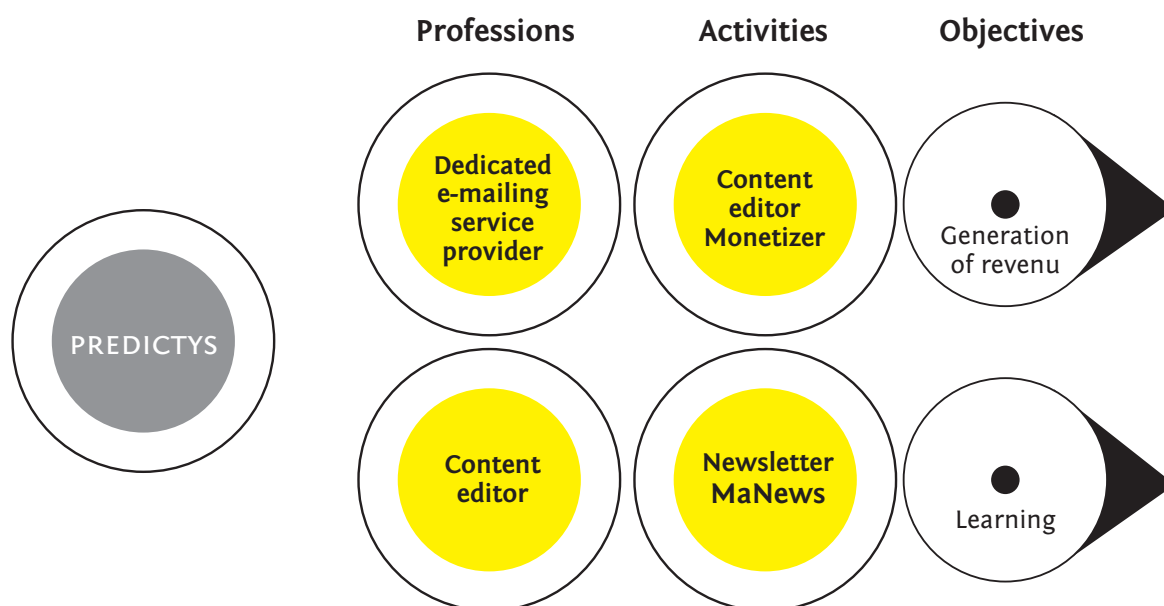 Professions
Activities
Objectives
PREDICTYS
Dedicated
e-mailing
service
provider
Content
editor
Monetizer
Generation
of revenu
Content
editor
Newsletter
MaNews
Learning